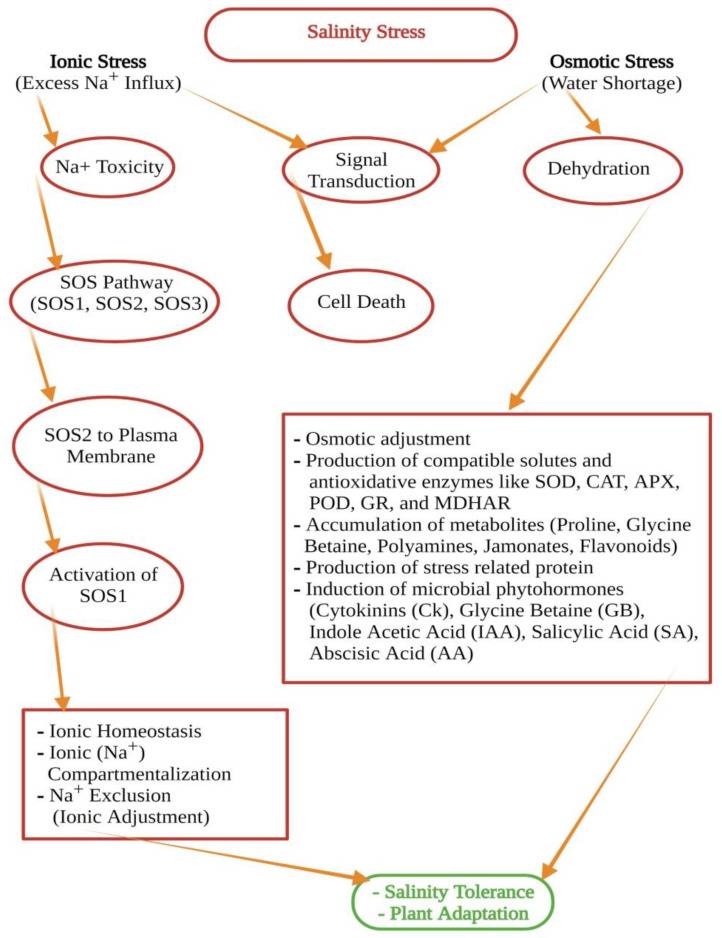 Salinity Stress
Ionic Stress
(Excess Na+ Influx)
Osmotic Stress
(Water Shortage)
Na+ Toxicity
Signal
Transduction
Dehydration
SOS Pathway
(SOS1, SOS2, SOS3)
Cell Death
SOS2 to Plasma
Membrane
Activation of
SOS1
- Osmotic adjustment
- Production of compatible solutes and
antioxidative enzymes like SOD, CAT, APX,
POD, GR, and MDHAR
- Accumulation of metabolites (Proline, Glycine
Betaine, Polyamines, Jamonates, Flavonoids)
- Production of stress related protein
- Induction of microbial phytohormones
(Cytokinins (Ck), Glycine Betaine (GB),
Indole Acetic Acid (IAA), Salicylic Acid (SA),
Abscisic Acid (AA)
- Ionic Homeostasis
- Ionic (Na+)
Compartmentalization
- Na+ Exclusion
(Ionic Adjustment)
- Salinity Tolerance
- Plant Adaptation